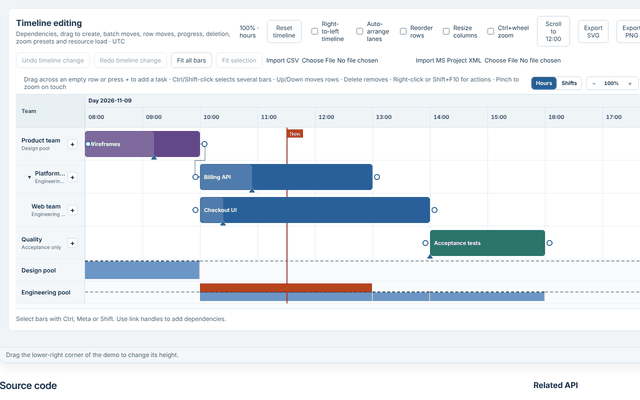 Timeline editing
Dependencies, drag to create, batch moves, row moves, progress, deletion, zoom presets and resource load · UTC
100% · hours
Reset timeline
Right-to-left timeline
Auto-arrange lanes
Reorder rows
Resize columns
Ctrl+wheel zoom
Scroll to 12:00
Export SVG
Export PNG
Undo timeline change
Redo timeline change
Fit all bars
Fit selection
Import CSV Choose File No file chosen
Import MS Project XML Choose File No file chosen
Drag across an empty row or press + to add a task · Ctrl/Shift-click selects several bars · Up/Down moves rows · Delete removes · Right-click or Shift+F10 for actions · Pinch to zoom on touch
Hours
Shifts
− 100% +
Team
Day 2026-11-09
08:00 09:00 10:00 11:00 12:00 13:00 14:00 15:00 16:00 17:00
Now
Product team
Design pool
+
Wireframes
▼ Platform...
Engineerin...
+
Billing API
Web team
Engineering ...
+
Checkout UI
Quality
Acceptance only
+
Acceptance tests
Design pool
Engineering pool
Select bars with Ctrl, Meta or Shift. Use link handles to add dependencies.
Drag the lower-right corner of the demo to change its height.
Source code
Related API